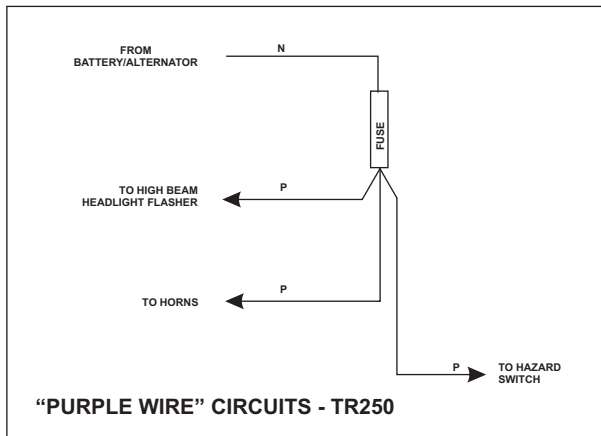 FROM
BATTERY/ALTERNATOR
N
FUSE
TO HIGH BEAM
HEADLIGHT FLASHER
P
TO HORNS
P
P
TO HAZARD
SWITCH
“PURPLE WIRE” CIRCUITS - TR250